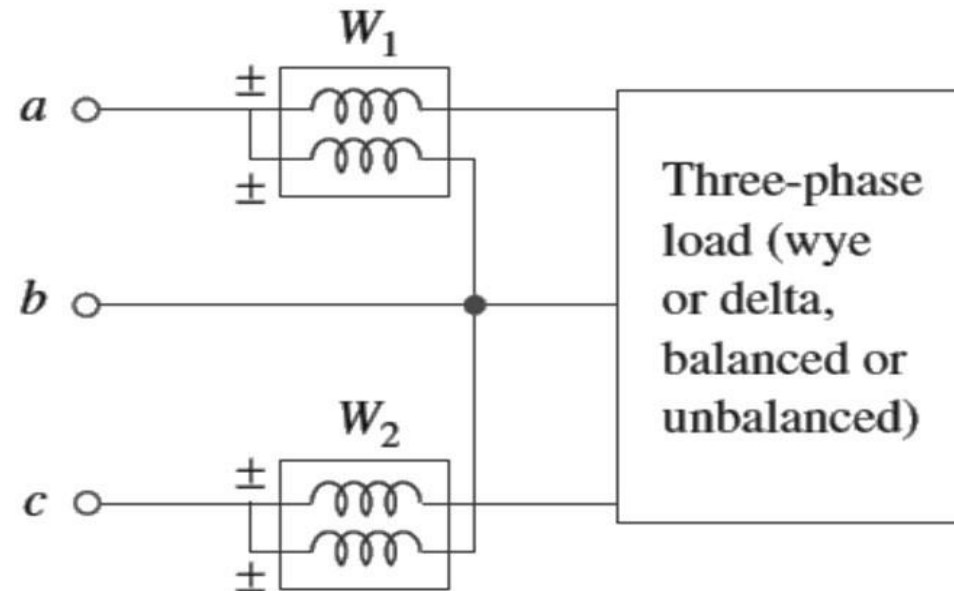 W₁
±
a
±
Three-phase
load (wye
or delta,
balanced or
unbalanced)
b
W₂
±
c
±